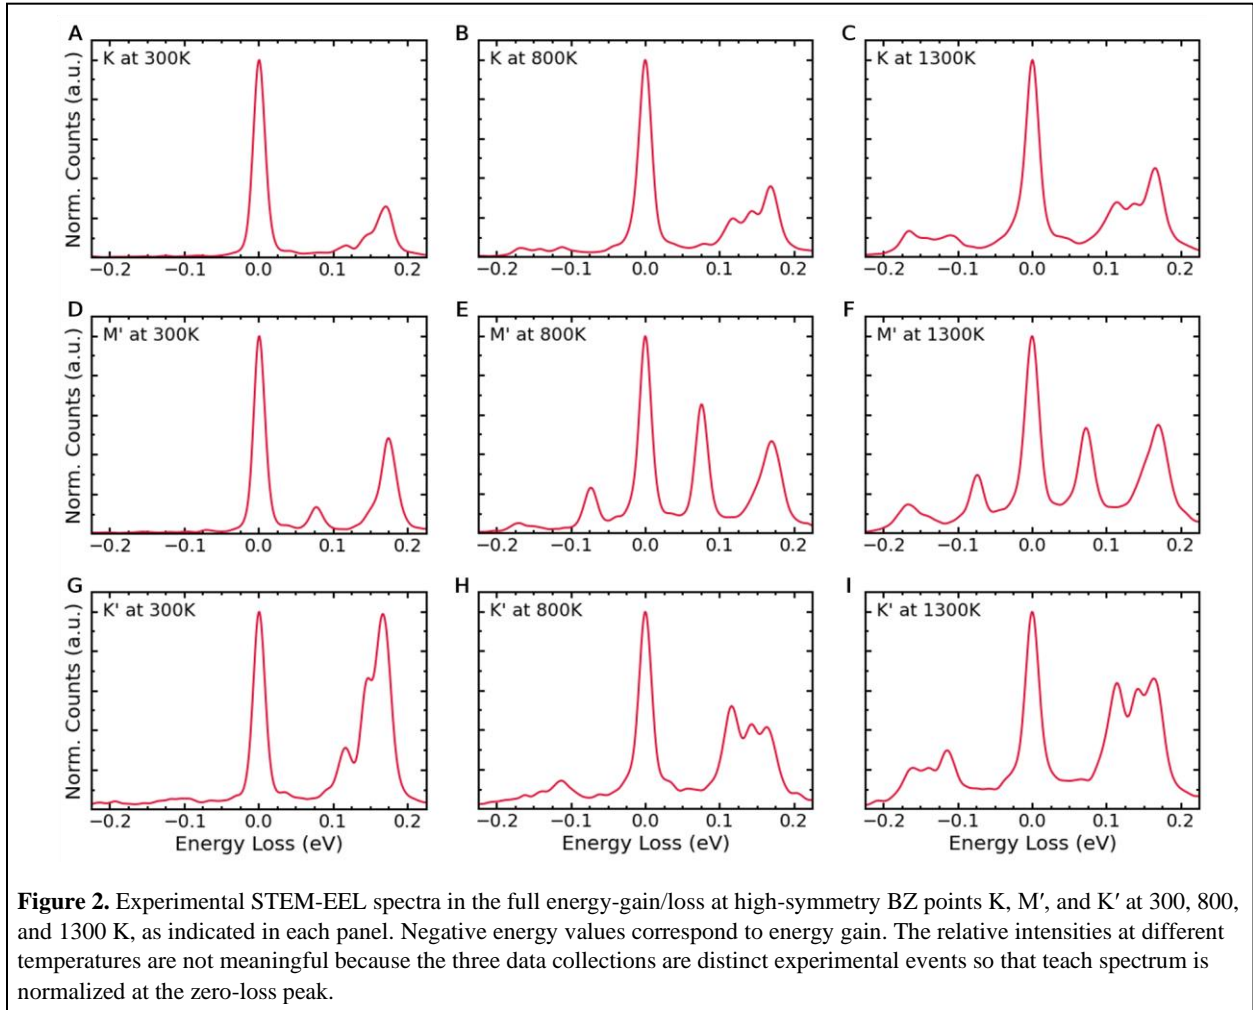 A
K at 300K
Norm. Counts (a.u.)
−0.2 −0.1 0.0 0.1 0.2
B
K at 800K
−0.2 −0.1 0.0 0.1 0.2
C
K at 1300K
−0.2 −0.1 0.0 0.1 0.2
D
M' at 300K
Norm. Counts (a.u.)
−0.2 −0.1 0.0 0.1 0.2
E
M' at 800K
−0.2 −0.1 0.0 0.1 0.2
F
M' at 1300K
−0.2 −0.1 0.0 0.1 0.2
G
K' at 300K
Norm. Counts (a.u.)
−0.2 −0.1 0.0 0.1 0.2
Energy Loss (eV)
H
K' at 800K
−0.2 −0.1 0.0 0.1 0.2
Energy Loss (eV)
I
K' at 1300K
−0.2 −0.1 0.0 0.1 0.2
Energy Loss (eV)
Figure 2. Experimental STEM-EEL spectra in the full energy-gain/loss at high-symmetry BZ points K, M′, and K′ at 300, 800,
and 1300 K, as indicated in each panel. Negative energy values correspond to energy gain. The relative intensities at different
temperatures are not meaningful because the three data collections are distinct experimental events so that teach spectrum is
normalized at the zero-loss peak.